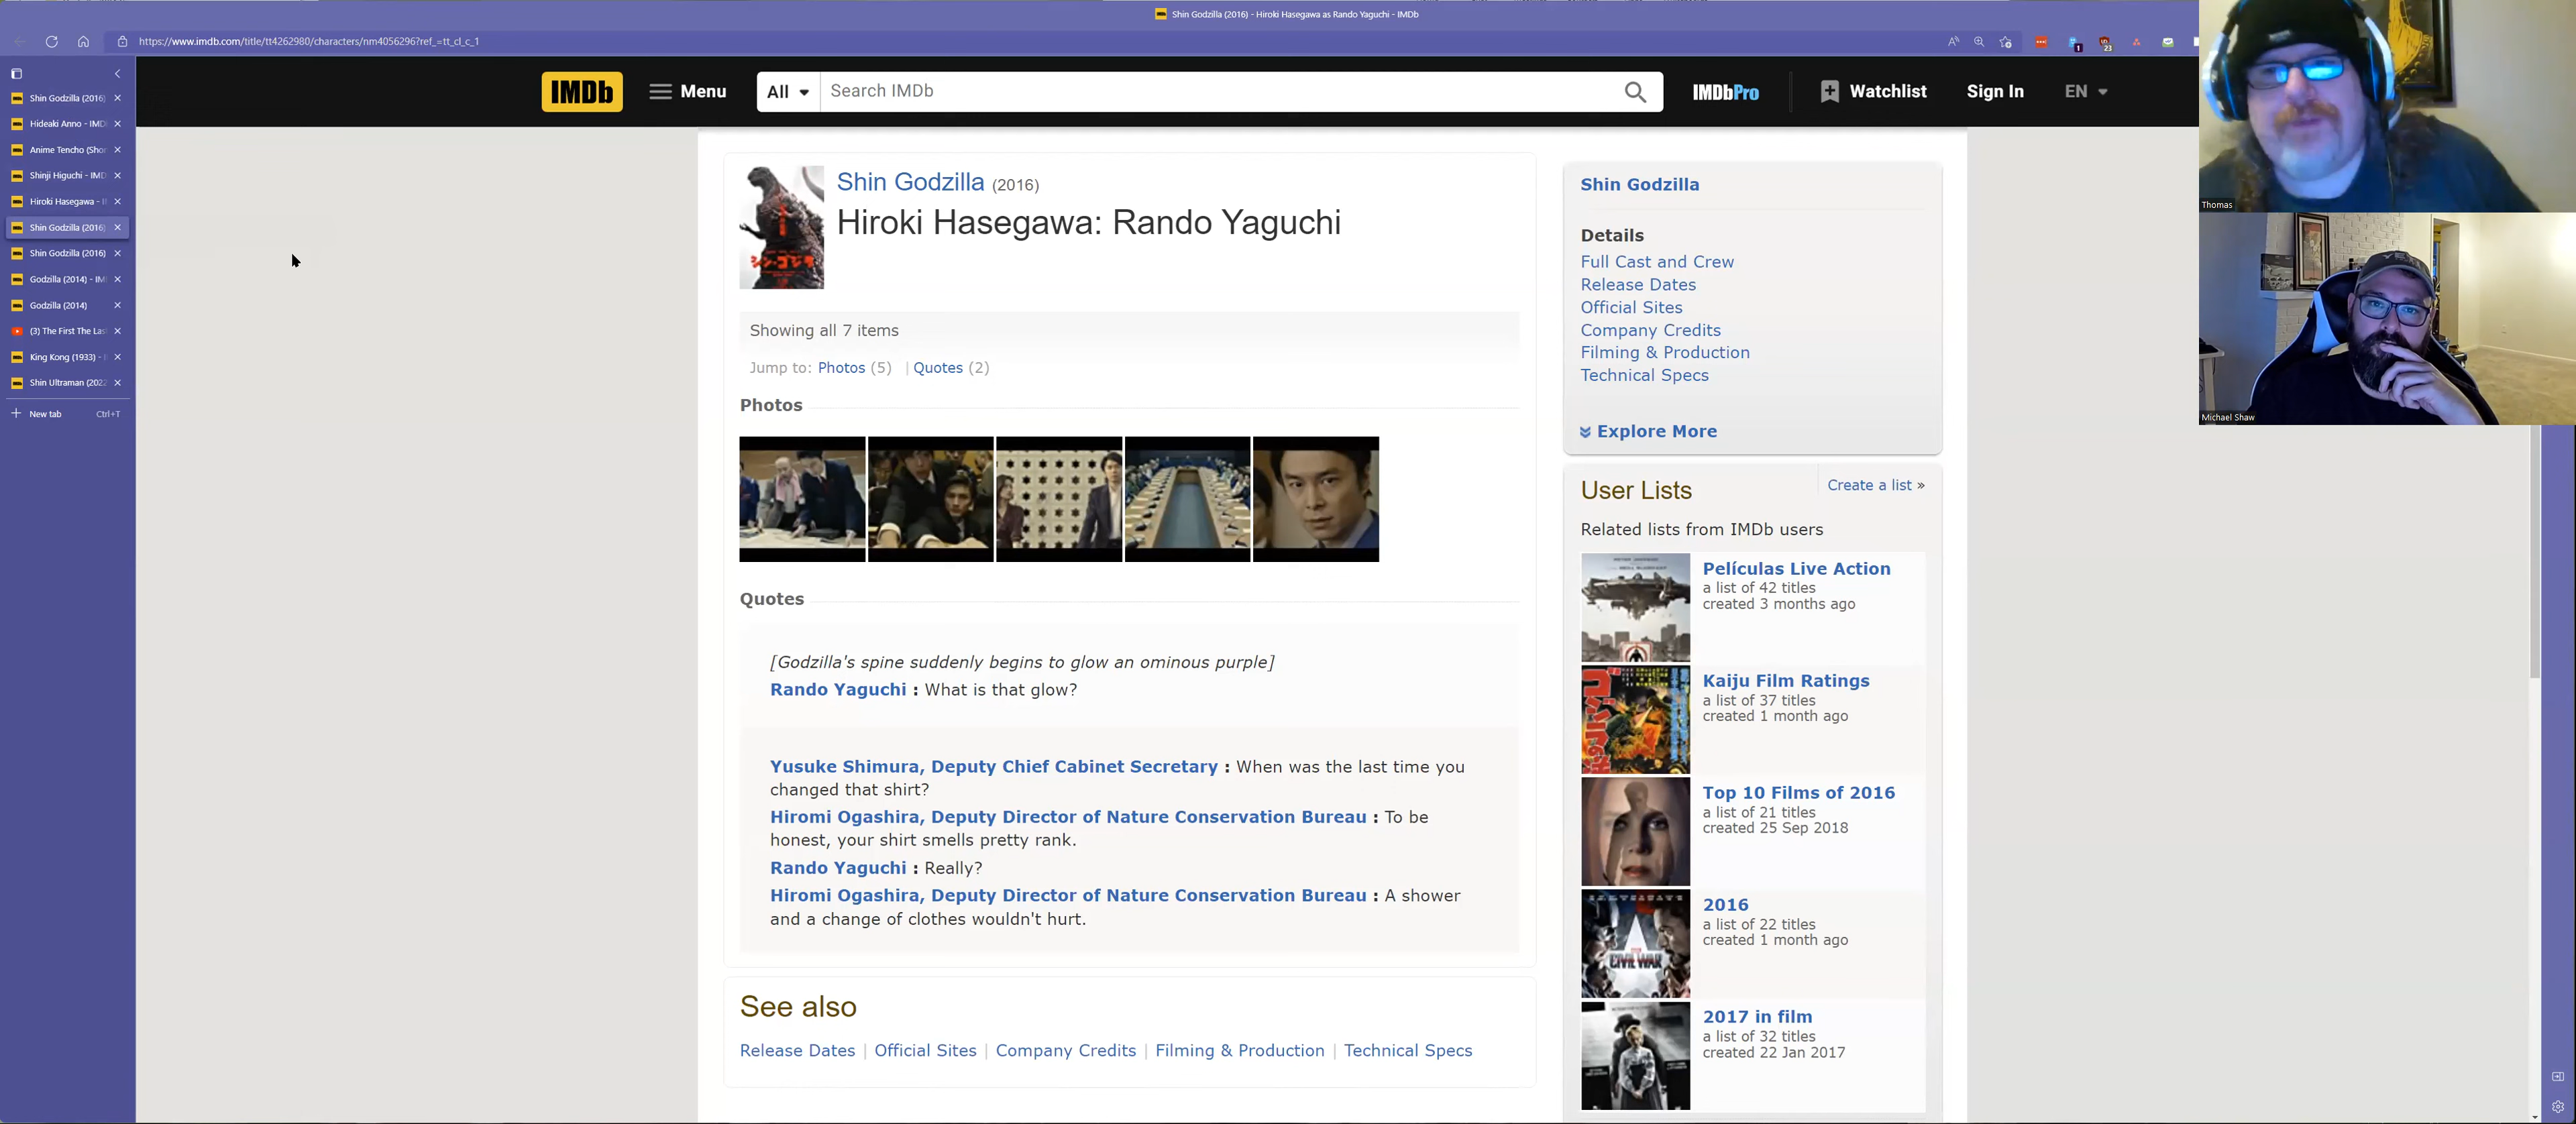 Shin Godzilla (2016) - Hiroki Hasegawa as Rando Yaguchi - IMDb
https://www.imdb.com/title/tt4262980/characters/nm4056296?ref_=tt_cl_c_1
1
23
Shin Godzilla (2016)
Hideaki Anno - IMD
Anime Tencho (Shor
Shinji Higuchi - IMD
Hiroki Hasegawa - I
Shin Godzilla (2016)
Shin Godzilla (2016)
Godzilla (2014) - IM
Godzilla (2014)
(3) The First The Las
King Kong (1933) -
Shin Ultraman (2022
New tab Ctrl+T
IMDb
Menu
All
Search IMDb
IMDbPro
Watchlist
Sign In
EN
Shin Godzilla (2016)
Hiroki Hasegawa: Rando Yaguchi
シン・ゴジラ
Showing all 7 items
Jump to: Photos (5) | Quotes (2)
Photos
Quotes
[Godzilla's spine suddenly begins to glow an ominous purple]
Rando Yaguchi : What is that glow?
Yusuke Shimura, Deputy Chief Cabinet Secretary : When was the last time you
changed that shirt?
Hiromi Ogashira, Deputy Director of Nature Conservation Bureau : To be
honest, your shirt smells pretty rank.
Rando Yaguchi : Really?
Hiromi Ogashira, Deputy Director of Nature Conservation Bureau : A shower
and a change of clothes wouldn't hurt.
See also
Release Dates | Official Sites | Company Credits | Filming & Production | Technical Specs
Shin Godzilla
Details
Full Cast and Crew
Release Dates
Official Sites
Company Credits
Filming & Production
Technical Specs
Explore More
User Lists
Create a list »
Related lists from IMDb users
Películas Live Action
a list of 42 titles
created 3 months ago
Kaiju Film Ratings
a list of 37 titles
created 1 month ago
Top 10 Films of 2016
a list of 21 titles
created 25 Sep 2018
2016
a list of 22 titles
created 1 month ago
CIVIL WAR
2017 in film
a list of 32 titles
created 22 Jan 2017
Thomas
Michael Shaw